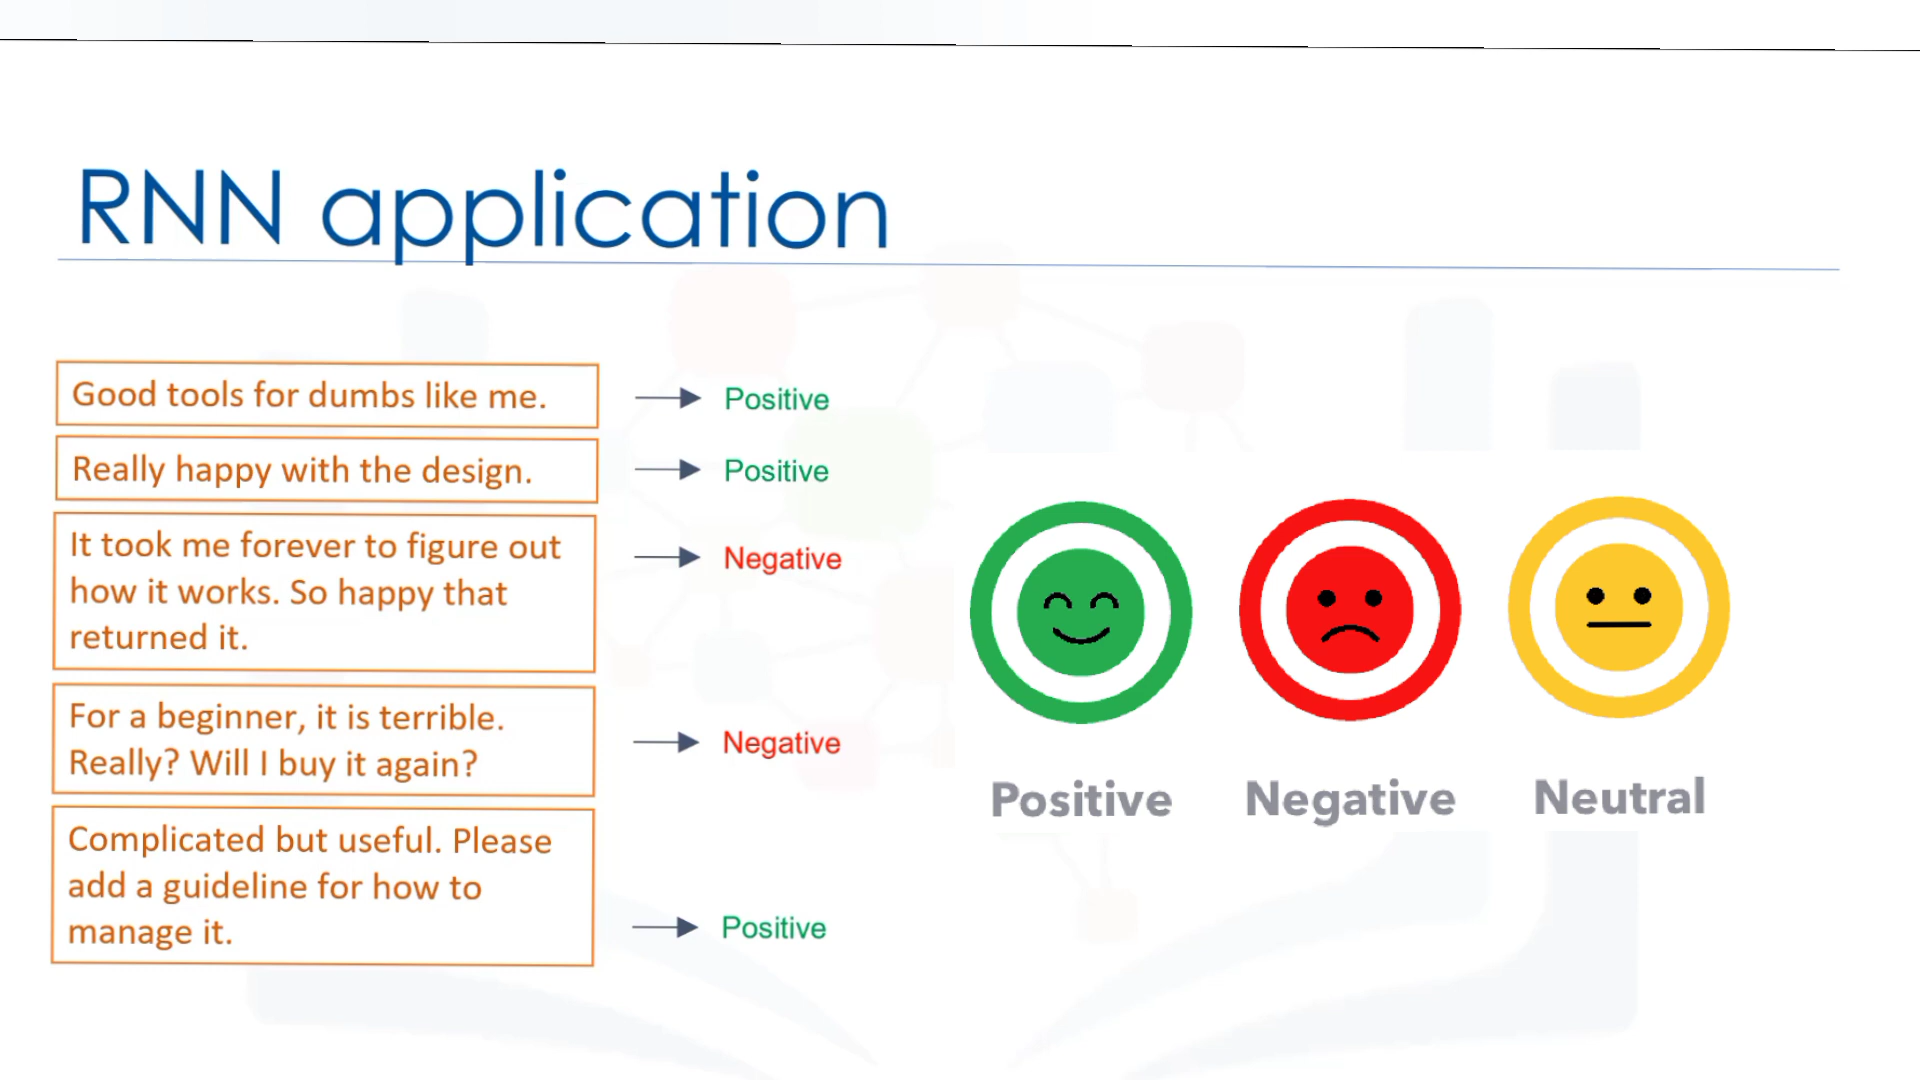 RNN application
Good tools for dumbs like me.
Positive
Really happy with the design.
Positive
It took me forever to figure out
how it works. So happy that
returned it.
Negative
For a beginner, it is terrible.
Really? Will I buy it again?
Negative
Complicated but useful. Please
add a guideline for how to
manage it.
Positive
Positive
Negative
Neutral